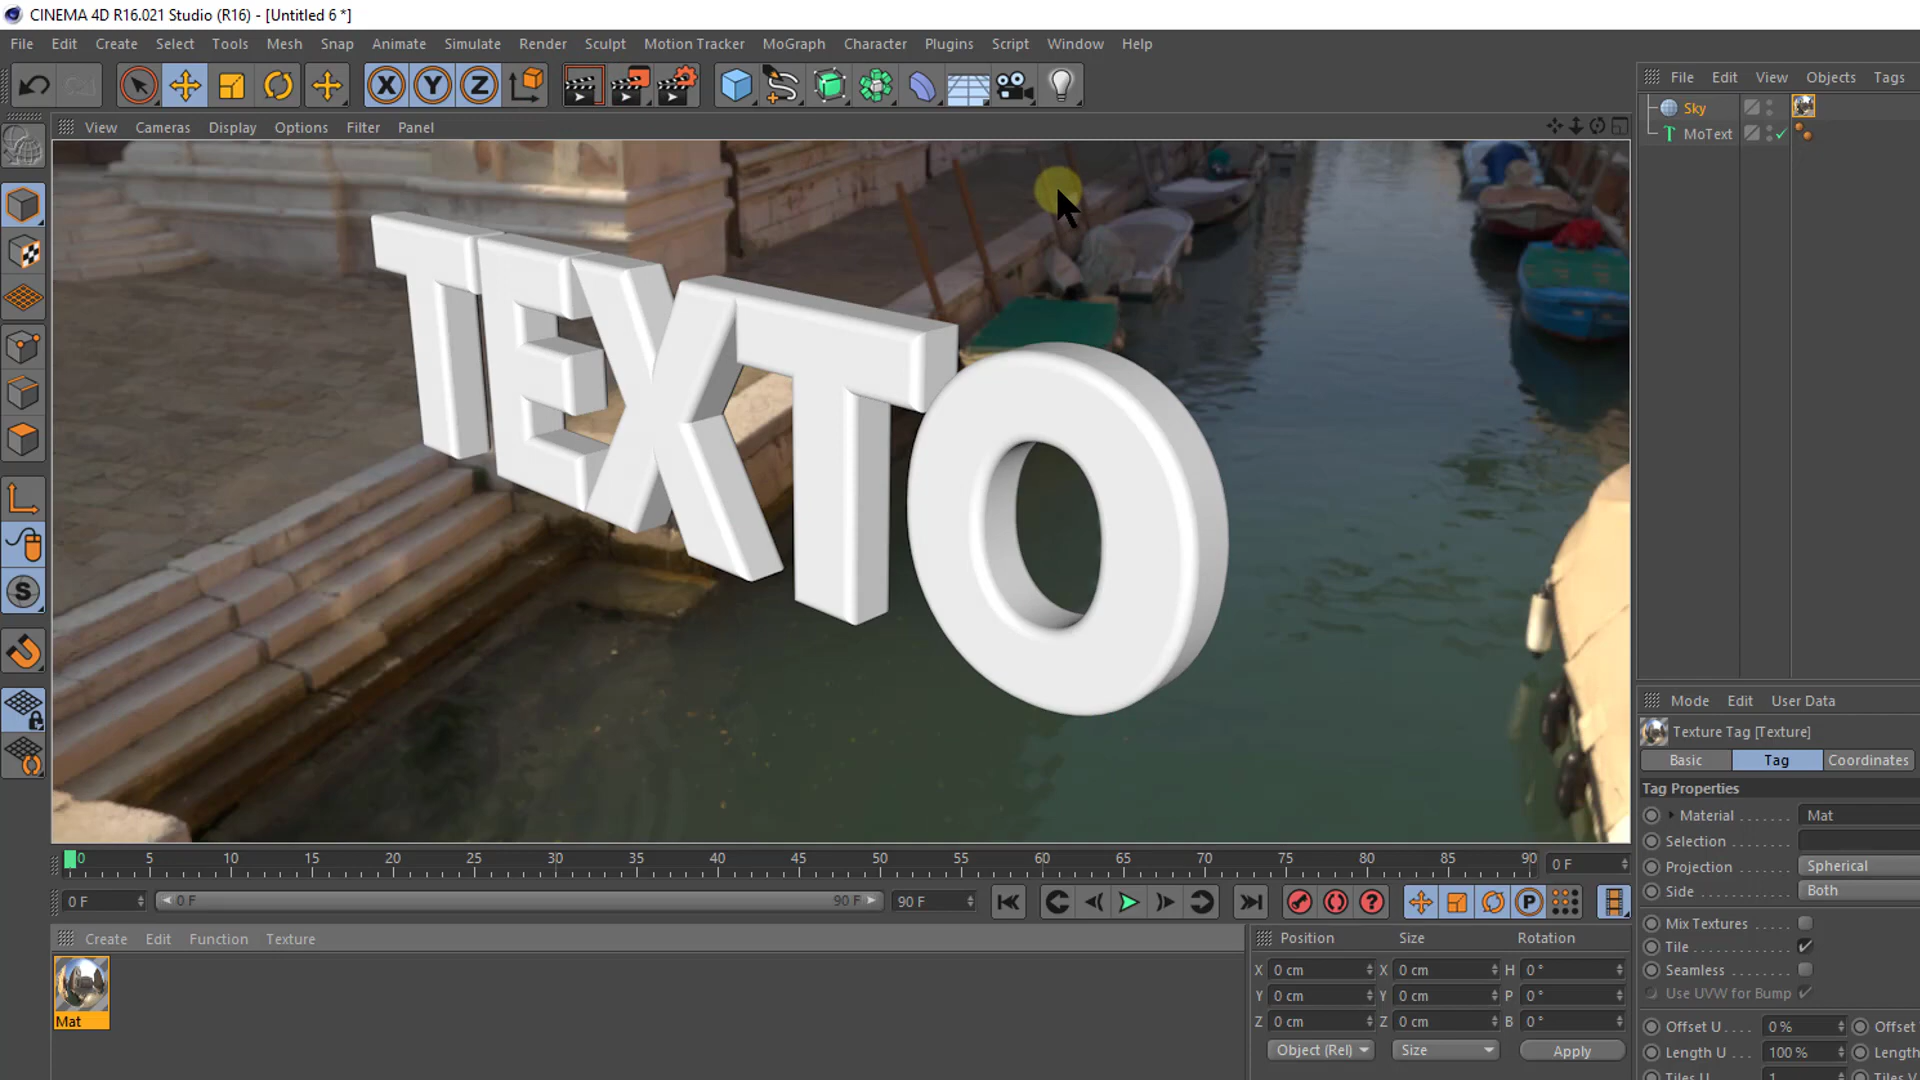 CINEMA 4D R16.021 Studio (R16) - [Untitled 6 *]
File Edit Create Select Tools Mesh Snap Animate Simulate Render Sculpt Motion Tracker MoGraph Character Plugins Script Window Help
X Y Z
File Edit View Objects Tags
Sky
MoText
View Cameras Display Options Filter Panel
TEXTO
S
Mode Edit User Data
Texture Tag [Texture]
Basic Tag Coordinates
Tag Properties
Material Mat
Selection
Projection Spherical
Side Both
Mix Textures
Tile
Seamless
Use UVW for Bump
Offset U 0 % Offset
Length U 100 % Length
Tiles U 1 Tiles V
0 5 10 15 20 25 30 35 40 45 50 55 60 65 70 75 80 85 90 0 F
0 F 0 F 90 F 90 F P
Create Edit Function Texture
Mat
Position Size Rotation
X 0 cm X 0 cm H 0 °
Y 0 cm Y 0 cm P 0 °
Z 0 cm Z 0 cm B 0 °
Object (Rel) Size Apply